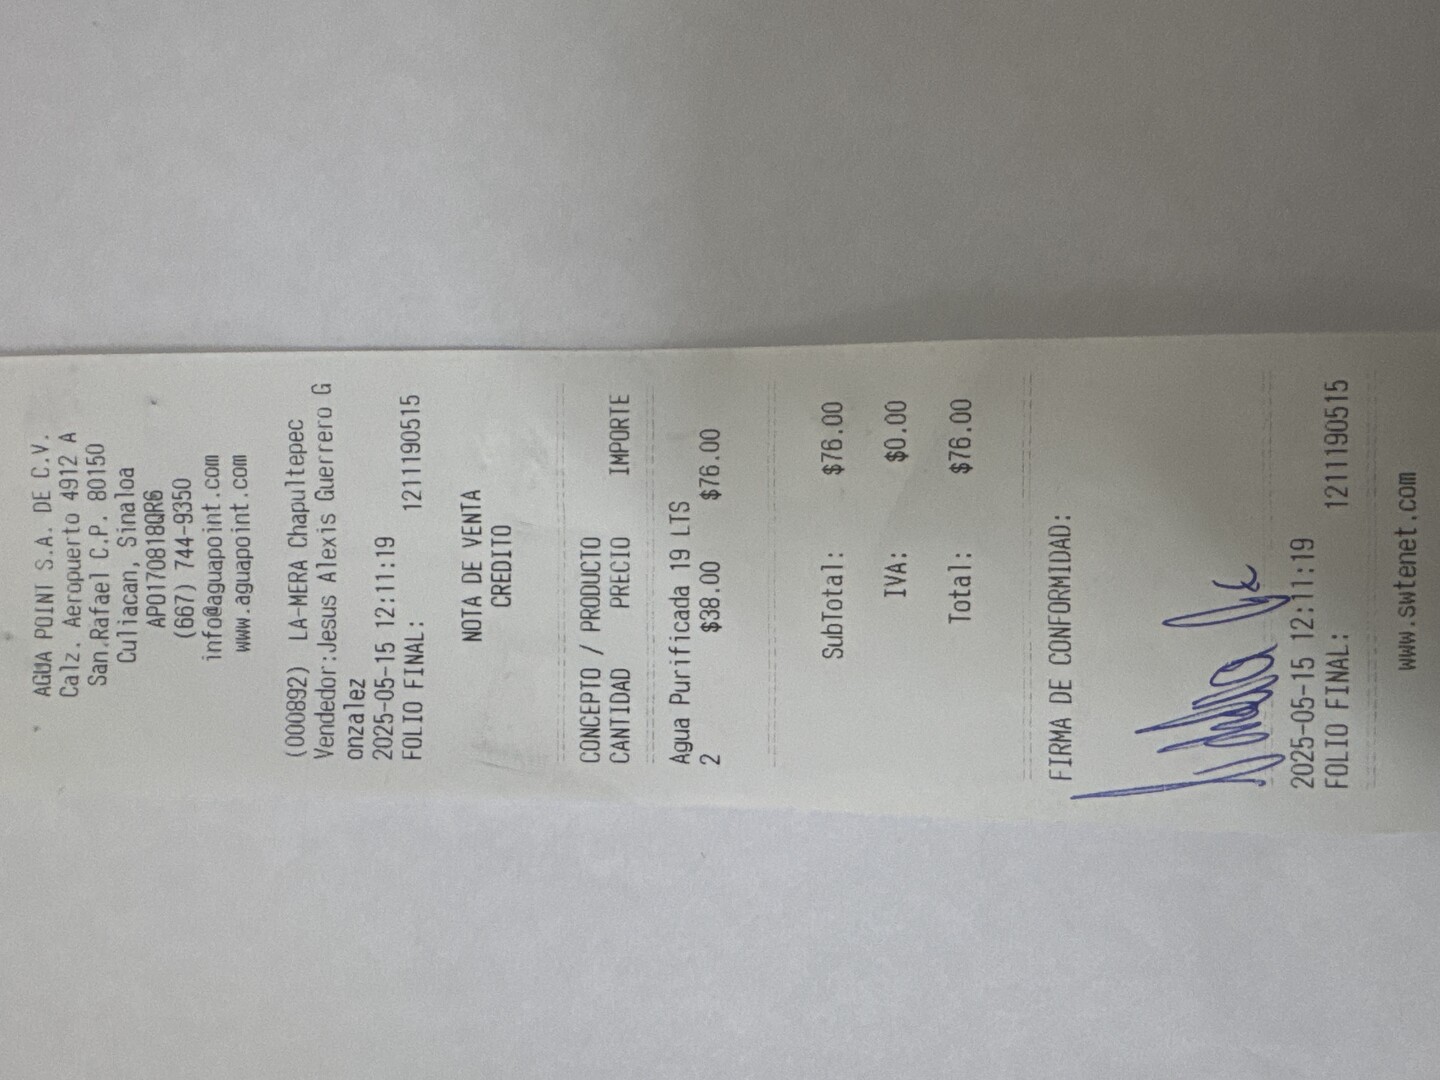 AGUA POINT S.A. DE C.V.
Calz. Aeropuerto 4912 A
San.Rafael C.P. 80150
Culiacan, Sinaloa
APO170818QR6
(667) 744-9350
info@aguapoint.com
www.aguapoint.com
(000892) LA-MERA Chapultepec
Vendedor:Jesus Alexis Guerrero G
onzalez
2025-05-15 12:11:19
FOLIO FINAL: 1211190515
NOTA DE VENTA
CREDITO
CONCEPTO / PRODUCTO
CANTIDAD PRECIO IMPORTE
Agua Purificada 19 LTS
2 $38.00 $76.00
SubTotal: $76.00
IVA: $0.00
Total: $76.00
FIRMA DE CONFORMIDAD:
2025-05-15 12:11:19
FOLIO FINAL: 1211190515
www.swtenet.com